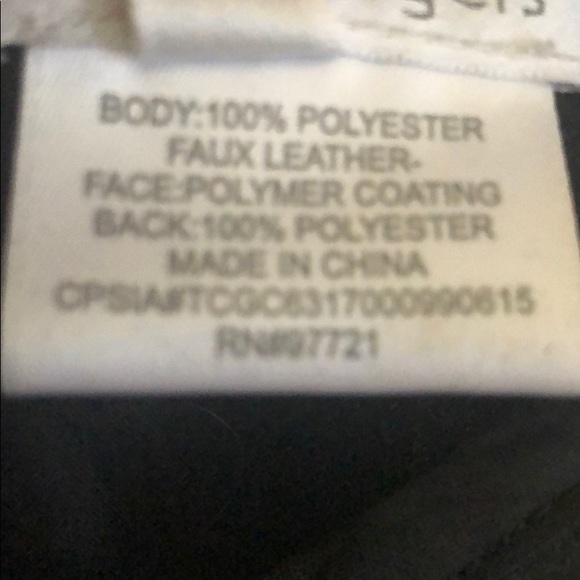 BODY:100% POLYESTER
FAUX LEATHER-
FACE:POLYMER COATING
BACK:100% POLYESTER
MADE IN CHINA
CPSIA#TCGC6317000990615
RN#97721